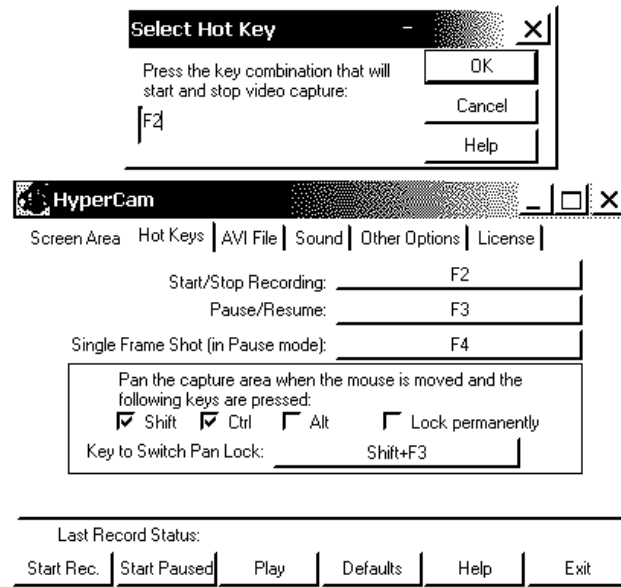 Select Hot Key
Press the key combination that will
start and stop video capture:
F2
OK
Cancel
Help
HyperCam
Screen Area Hot Keys AVI File Sound Other Options License
Start/Stop Recording: F2
Pause/Resume: F3
Single Frame Shot (in Pause mode): F4
Pan the capture area when the mouse is moved and the
following keys are pressed:
Shift Ctrl Alt Lock permanently
Key to Switch Pan Lock: Shift+F3
Last Record Status:
Start Rec. Start Paused Play Defaults Help Exit